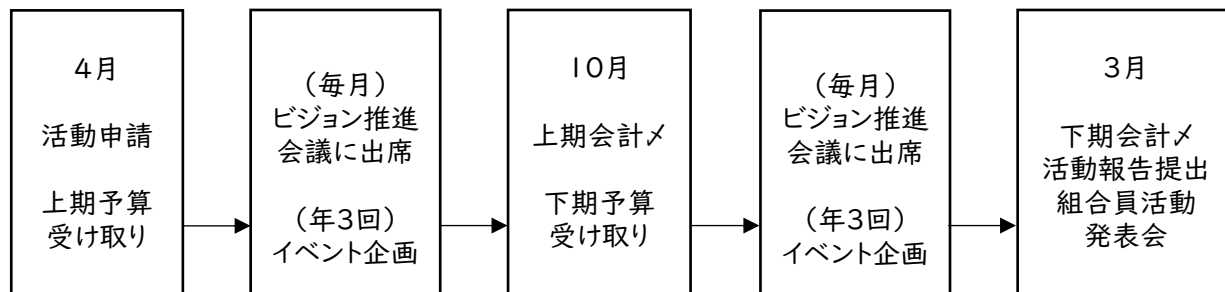 4月
活動申請
上期予算
受け取り
(毎月)
ビジョン推進
会議に出席
(年3回)
イベント企画
10月
上期会計〆
下期予算
受け取り
(毎月)
ビジョン推進
会議に出席
(年3回)
イベント企画
3月
下期会計〆
活動報告提出
組合員活動
発表会